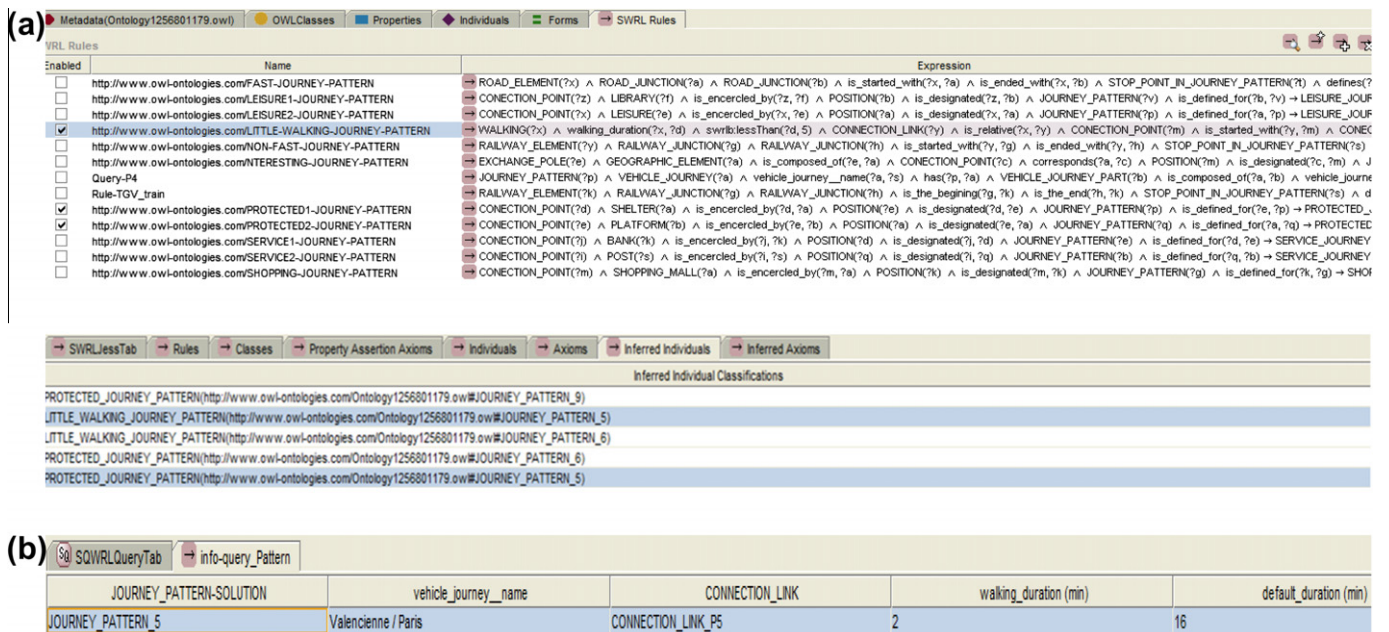 (a) Metadata(Ontology1256801179.owl) OWLClasses Properties Individuals Forms SWRL Rules
WRL Rules
Enabled Name Expression
http://www.owl-ontologies.com/FAST-JOURNEY-PATTERN ROAD_ELEMENT(?x) ∧ ROAD_JUNCTION(?a) ∧ ROAD_JUNCTION(?b) ∧ is_started_with(?x, ?a) ∧ is_ended_with(?x, ?b) ∧ STOP_POINT_IN_JOURNEY_PATTERN(?t) ∧ defines(?
http://www.owl-ontologies.com/LEISURE1-JOURNEY-PATTERN CONECTION_POINT(?z) ∧ LIBRARY(?f) ∧ is_encercled_by(?z, ?f) ∧ POSITION(?b) ∧ is_designated(?z, ?b) ∧ JOURNEY_PATTERN(?v) ∧ is_defined_for(?b, ?v) → LEISURE_JOUR
http://www.owl-ontologies.com/LEISURE2-JOURNEY-PATTERN CONECTION_POINT(?x) ∧ LEISURE(?e) ∧ is_encercled_by(?x, ?e) ∧ POSITION(?a) ∧ is_designated(?x, ?a) ∧ JOURNEY_PATTERN(?p) ∧ is_defined_for(?a, ?p) → LEISURE_JOUR
http://www.owl-ontologies.com/LITTLE-WALKING-JOURNEY-PATTERN WALKING(?x) ∧ walking_duration(?x, ?d) ∧ swrlb:lessThan(?d, 5) ∧ CONNECTION_LINK(?y) ∧ is_relative(?x, ?y) ∧ CONECTION_POINT(?m) ∧ is_started_with(?y, ?m) ∧ CONEC
http://www.owl-ontologies.com/NON-FAST-JOURNEY-PATTERN RAILWAY_ELEMENT(?y) ∧ RAILWAY_JUNCTION(?g) ∧ RAILWAY_JUNCTION(?h) ∧ is_started_with(?y, ?g) ∧ is_ended_with(?y, ?h) ∧ STOP_POINT_IN_JOURNEY_PATTERN(?s)
http://www.owl-ontologies.com/NTERESTING-JOURNEY-PATTERN EXCHANGE_POLE(?e) ∧ GEOGRAPHIC_ELEMENT(?a) ∧ is_composed_of(?e, ?a) ∧ CONECTION_POINT(?c) ∧ corresponds(?a, ?c) ∧ POSITION(?m) ∧ is_designated(?c, ?m) ∧ J
Query-P4 JOURNEY_PATTERN(?p) ∧ VEHICLE_JOURNEY(?a) ∧ vehicle_journey__name(?a, ?s) ∧ has(?p, ?a) ∧ VEHICLE_JOURNEY_PART(?b) ∧ is_composed_of(?a, ?b) ∧ vehicle_journe
Rule-TGV_train RAILWAY_ELEMENT(?k) ∧ RAILWAY_JUNCTION(?g) ∧ RAILWAY_JUNCTION(?h) ∧ is_the_begining(?g, ?k) ∧ is_the_end(?h, ?k) ∧ STOP_POINT_IN_JOURNEY_PATTERN(?s) ∧ d
http://www.owl-ontologies.com/PROTECTED1-JOURNEY-PATTERN CONECTION_POINT(?d) ∧ SHELTER(?a) ∧ is_encercled_by(?d, ?a) ∧ POSITION(?e) ∧ is_designated(?d, ?e) ∧ JOURNEY_PATTERN(?p) ∧ is_defined_for(?e, ?p) → PROTECTED_
http://www.owl-ontologies.com/PROTECTED2-JOURNEY-PATTERN CONECTION_POINT(?e) ∧ PLATFORM(?b) ∧ is_encercled_by(?e, ?b) ∧ POSITION(?a) ∧ is_designated(?e, ?a) ∧ JOURNEY_PATTERN(?q) ∧ is_defined_for(?a, ?q) → PROTECTED
http://www.owl-ontologies.com/SERVICE1-JOURNEY-PATTERN CONECTION_POINT(?j) ∧ BANK(?k) ∧ is_encercled_by(?j, ?k) ∧ POSITION(?d) ∧ is_designated(?j, ?d) ∧ JOURNEY_PATTERN(?e) ∧ is_defined_for(?d, ?e) → SERVICE_JOURNEY
http://www.owl-ontologies.com/SERVICE2-JOURNEY-PATTERN CONECTION_POINT(?i) ∧ POST(?s) ∧ is_encercled_by(?i, ?s) ∧ POSITION(?q) ∧ is_designated(?i, ?q) ∧ JOURNEY_PATTERN(?b) ∧ is_defined_for(?q, ?b) → SERVICE_JOURNEY
http://www.owl-ontologies.com/SHOPPING-JOURNEY-PATTERN CONECTION_POINT(?m) ∧ SHOPPING_MALL(?a) ∧ is_encercled_by(?m, ?a) ∧ POSITION(?k) ∧ is_designated(?m, ?k) ∧ JOURNEY_PATTERN(?g) ∧ is_defined_for(?k, ?g) → SHO
SWRLJessTab Rules Classes Property Assertion Axioms Individuals Axioms Inferred Individuals Inferred Axioms
Inferred Individual Classifications
PROTECTED_JOURNEY_PATTERN(http://www.owl-ontologies.com/Ontology1256801179.owl#JOURNEY_PATTERN_9)
LITTLE_WALKING_JOURNEY_PATTERN(http://www.owl-ontologies.com/Ontology1256801179.owl#JOURNEY_PATTERN_5)
LITTLE_WALKING_JOURNEY_PATTERN(http://www.owl-ontologies.com/Ontology1256801179.owl#JOURNEY_PATTERN_6)
PROTECTED_JOURNEY_PATTERN(http://www.owl-ontologies.com/Ontology1256801179.owl#JOURNEY_PATTERN_6)
PROTECTED_JOURNEY_PATTERN(http://www.owl-ontologies.com/Ontology1256801179.owl#JOURNEY_PATTERN_5)
(b) SQ SQWRLQueryTab info-query_Pattern
JOURNEY_PATTERN-SOLUTION vehicle_journey__name CONNECTION_LINK walking_duration (min) default_duration (min)
JOURNEY_PATTERN_5 Valencienne / Paris CONNECTION_LINK_P5 2 16